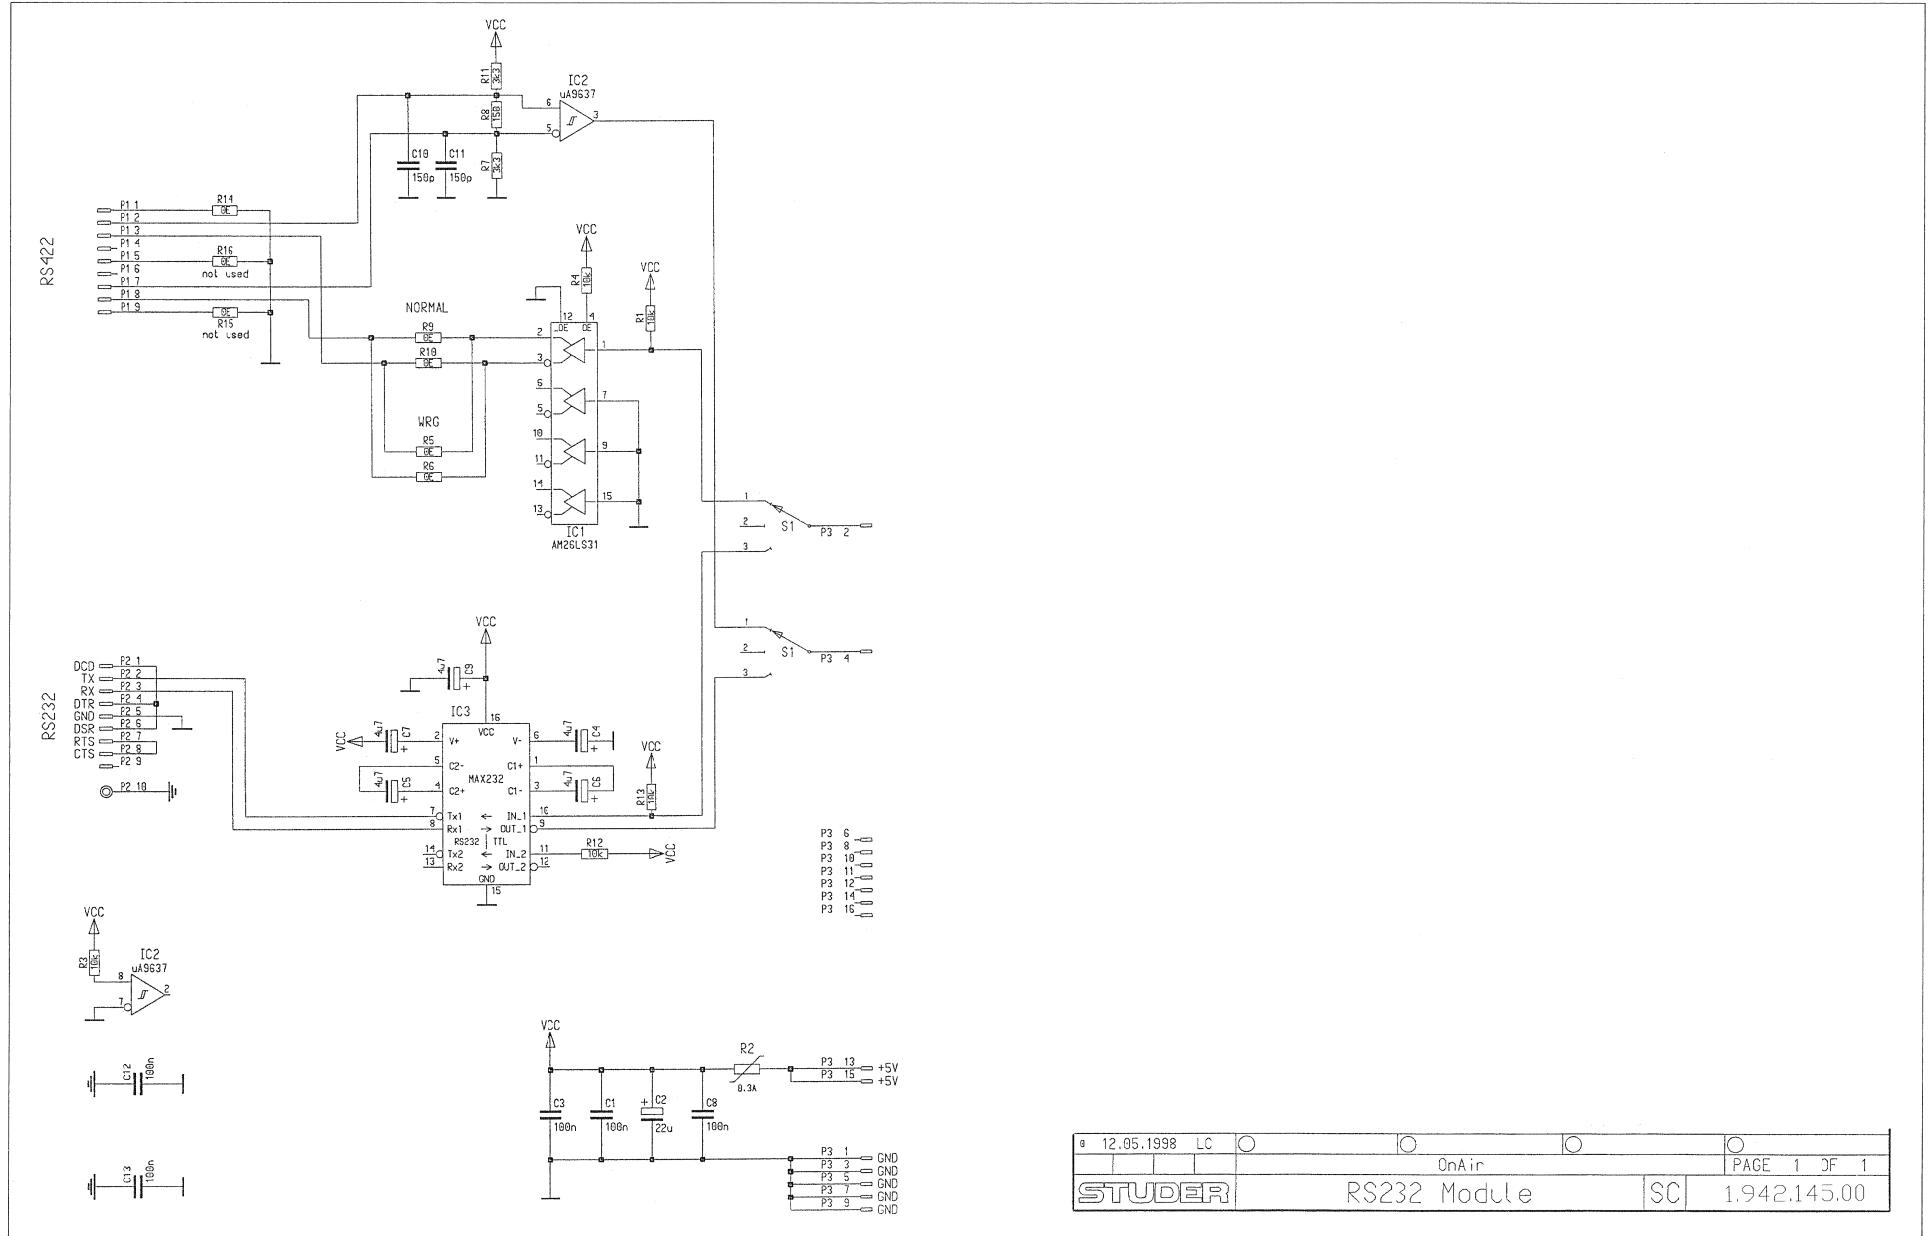 VCC
R11
3k3
IC2
uA9637
R8
150
6
5
3
R7
3k3
C10
150p
C11
150p
RS422
P1 1
P1 2
P1 3
P1 4
P1 5
P1 6
P1 7
P1 8
P1 9
R14
0E
R16
0E
not used
0E
R15
not used
NORMAL
R9
0E
R10
0E
WRG
R5
0E
R6
0E
VCC
R4
10k
VCC
R1
10k
12
4
_OE
OE
2
3
1
6
5
7
10
11
9
14
13
15
IC1
AM26LS31
1
2
3
S1
P3 2
1
2
3
S1
P3 4
RS232
DCD P2 1
TX P2 2
RX P2 3
DTR P2 4
GND P2 5
DSR P2 6
RTS P2 7
CTS P2 8
P2 9
P2 10
VCC
4u7
C9
+
IC3
16
VCC
VCC
4u7
C7
+
2
V+
V-
6
4u7
C4
+
5
C2-
C1+
1
MAX232
4u7
C5
+
4
C2+
C1-
3
4u7
C6
+
VCC
R13
10k
7
Tx1
←
IN_1
10
8
Rx1
→
OUT_1
9
RS232
TTL
14
Tx2
←
IN_2
11
13
Rx2
→
OUT_2
12
GND
15
R12
10k
VCC
P3 6
P3 8
P3 10
P3 11
P3 12
P3 14
P3 16
VCC
R3
10k
IC2
uA9637
8
7
2
C12
100n
C13
100n
VCC
R2
0.3A
P3 13 +5V
P3 15 +5V
C3
100n
C1
100n
+
C2
22u
C8
100n
P3 1 GND
P3 3 GND
P3 5 GND
P3 7 GND
P3 9 GND
0 12.05.1998 LC
OnAir
PAGE 1 OF 1
STUDER
RS232 Module
SC
1.942.145.00